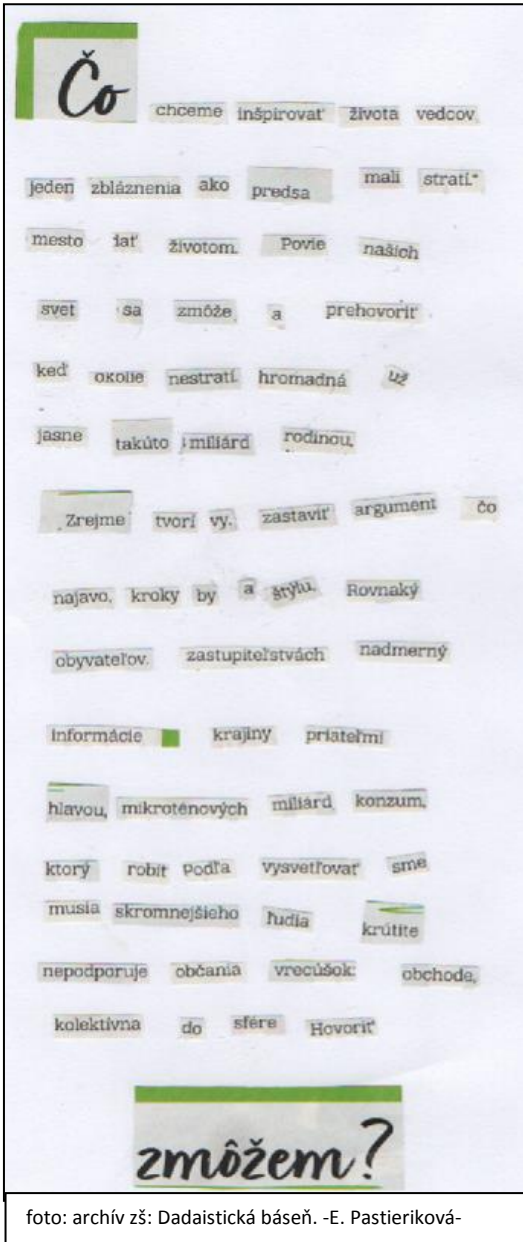 Čo chceme inšpirovať života vedcov,
jeden zbláznenia ako predsa mali stratí."
mesto ďať životom. Povie našich
svet sa zmôže, a prehovoriť
keď okolie nestratí. hromadná už
jasne takúto miliárd rodinou,
Zrejme tvorí vy, zastaviť argument čo
najavo, kroky by a štýlu, Rovnaký
obyvateľov. zastupiteľstvách nadmerný
informácie krajiny priateľmi
hlavou, mikroténových miliárd konzum,
ktorý robiť Podľa vysvetľovať sme
musia skromnejšieho ľudia krútite
nepodporuje občania vrecúšok: obchode,
kolektívna do sfére Hovoriť
zmôžem?
foto: archív zš: Dadaistická báseň. -E. Pastieriková-